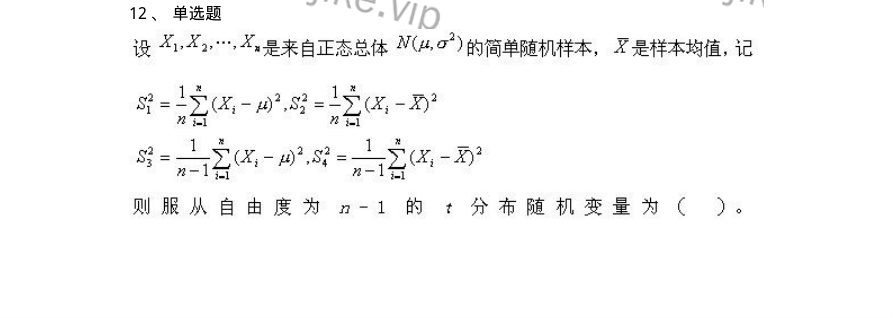 jike.vip
12 、 单选题
设 X₁, X₂, ⋯, Xₙ 是来自正态总体 N(μ, σ²) 的简单随机样本， X̄ 是样本均值，记
S₁² = 1/n ∑ᵢ₌₁ⁿ (Xᵢ − μ)², S₂² = 1/n ∑ᵢ₌₁ⁿ (Xᵢ − X̄)²
S₃² = 1/(n−1) ∑ᵢ₌₁ⁿ (Xᵢ − μ)², S₄² = 1/(n−1) ∑ᵢ₌₁ⁿ (Xᵢ − X̄)²
则服从自由度为 n − 1 的 t 分布随机变量为（ ）。